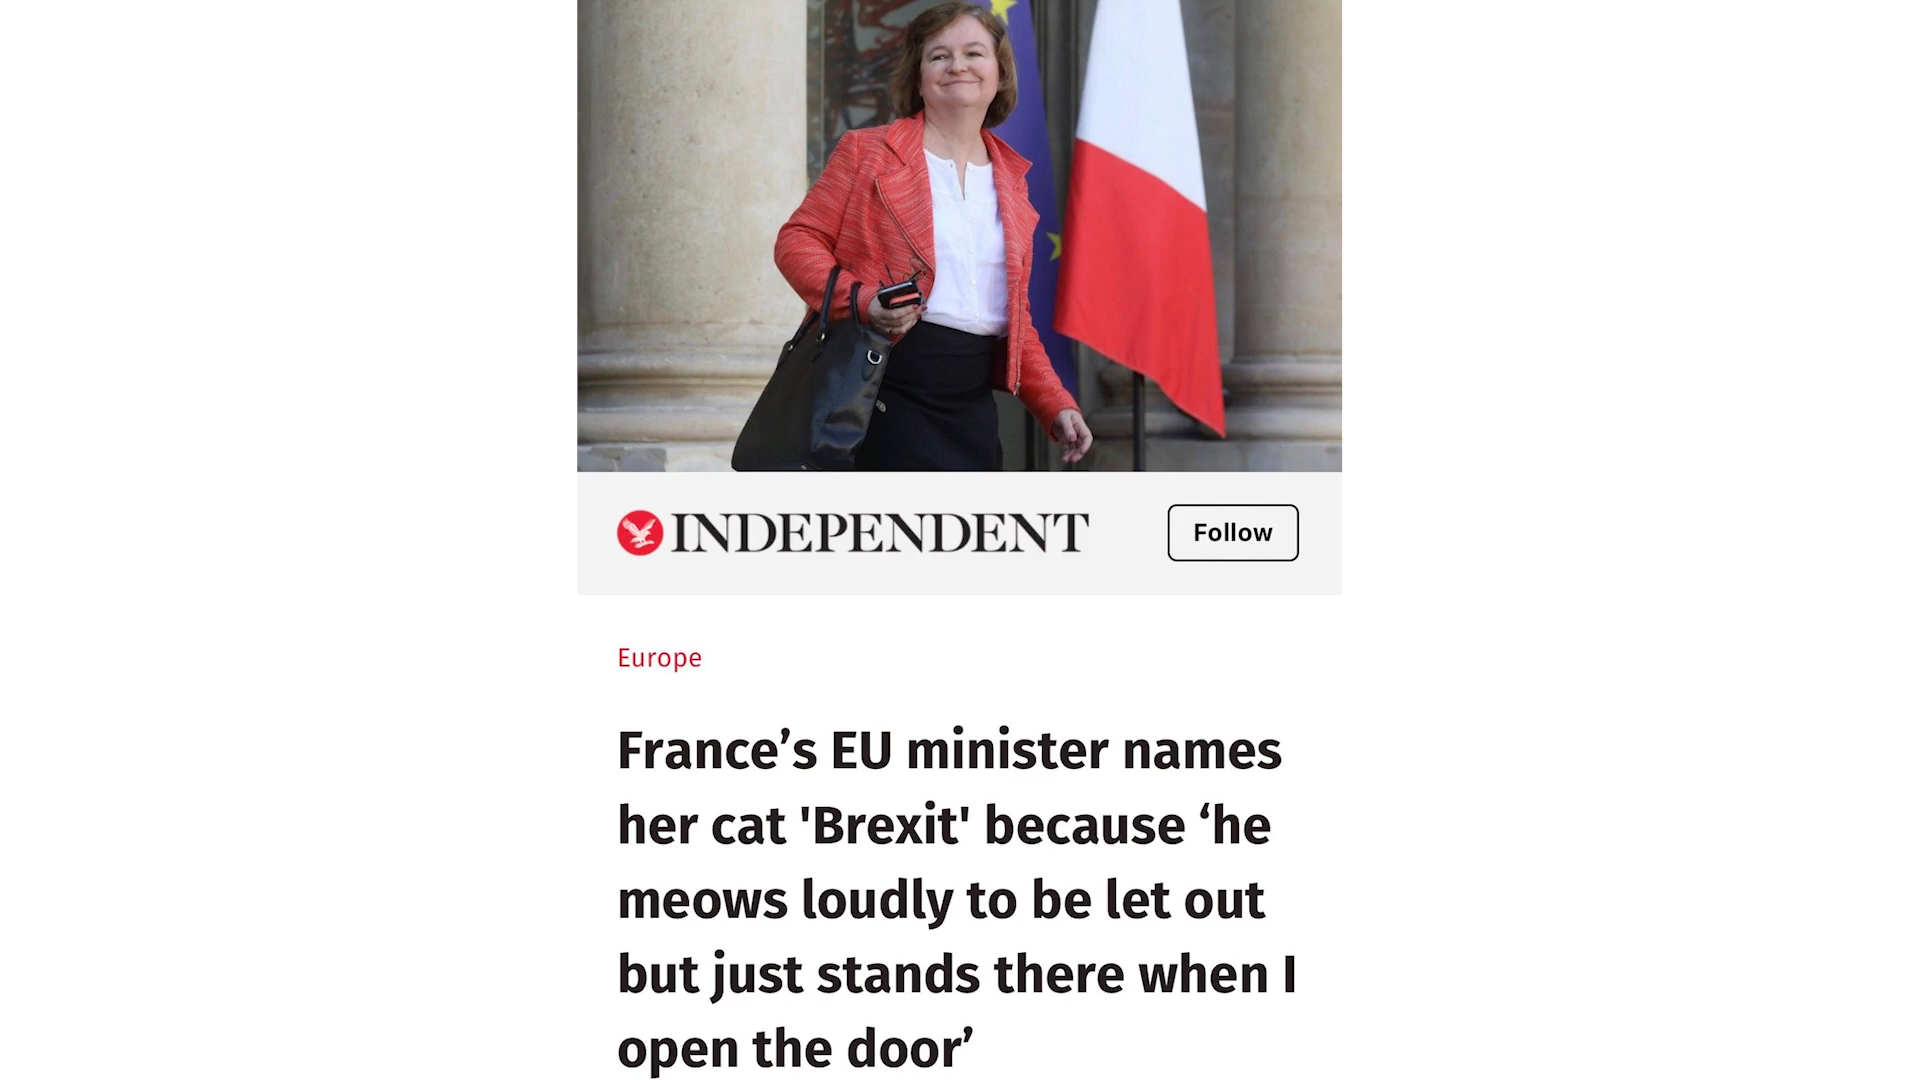 INDEPENDENT
Follow
Europe
France’s EU minister names
her cat 'Brexit' because ‘he
meows loudly to be let out
but just stands there when I
open the door’